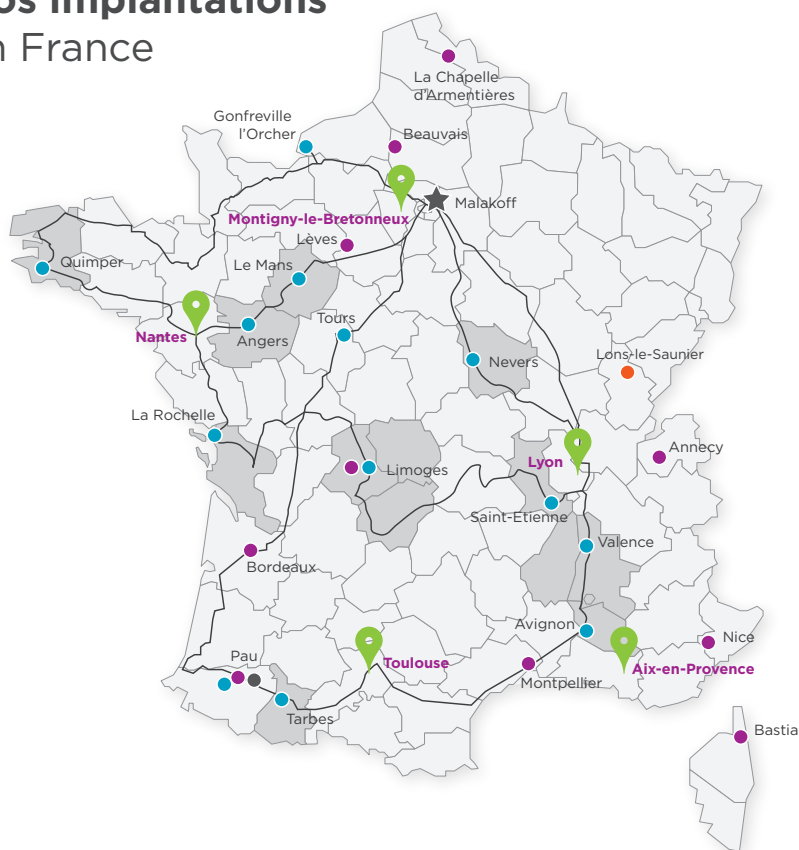 os implantations
n France
La Chapelle
d'Armentières
Gonfreville
l'Orcher
Beauvais
Malakoff
Montigny-le-Bretonneux
Lèves
Quimper
Le Mans
Nantes
Tours
Angers
Nevers
Lons-le-Saunier
La Rochelle
Annecy
Lyon
Limoges
Saint-Etienne
Valence
Bordeaux
Avignon
Nice
Pau
Toulouse
Aix-en-Provence
Montpellier
Tarbes
Bastia